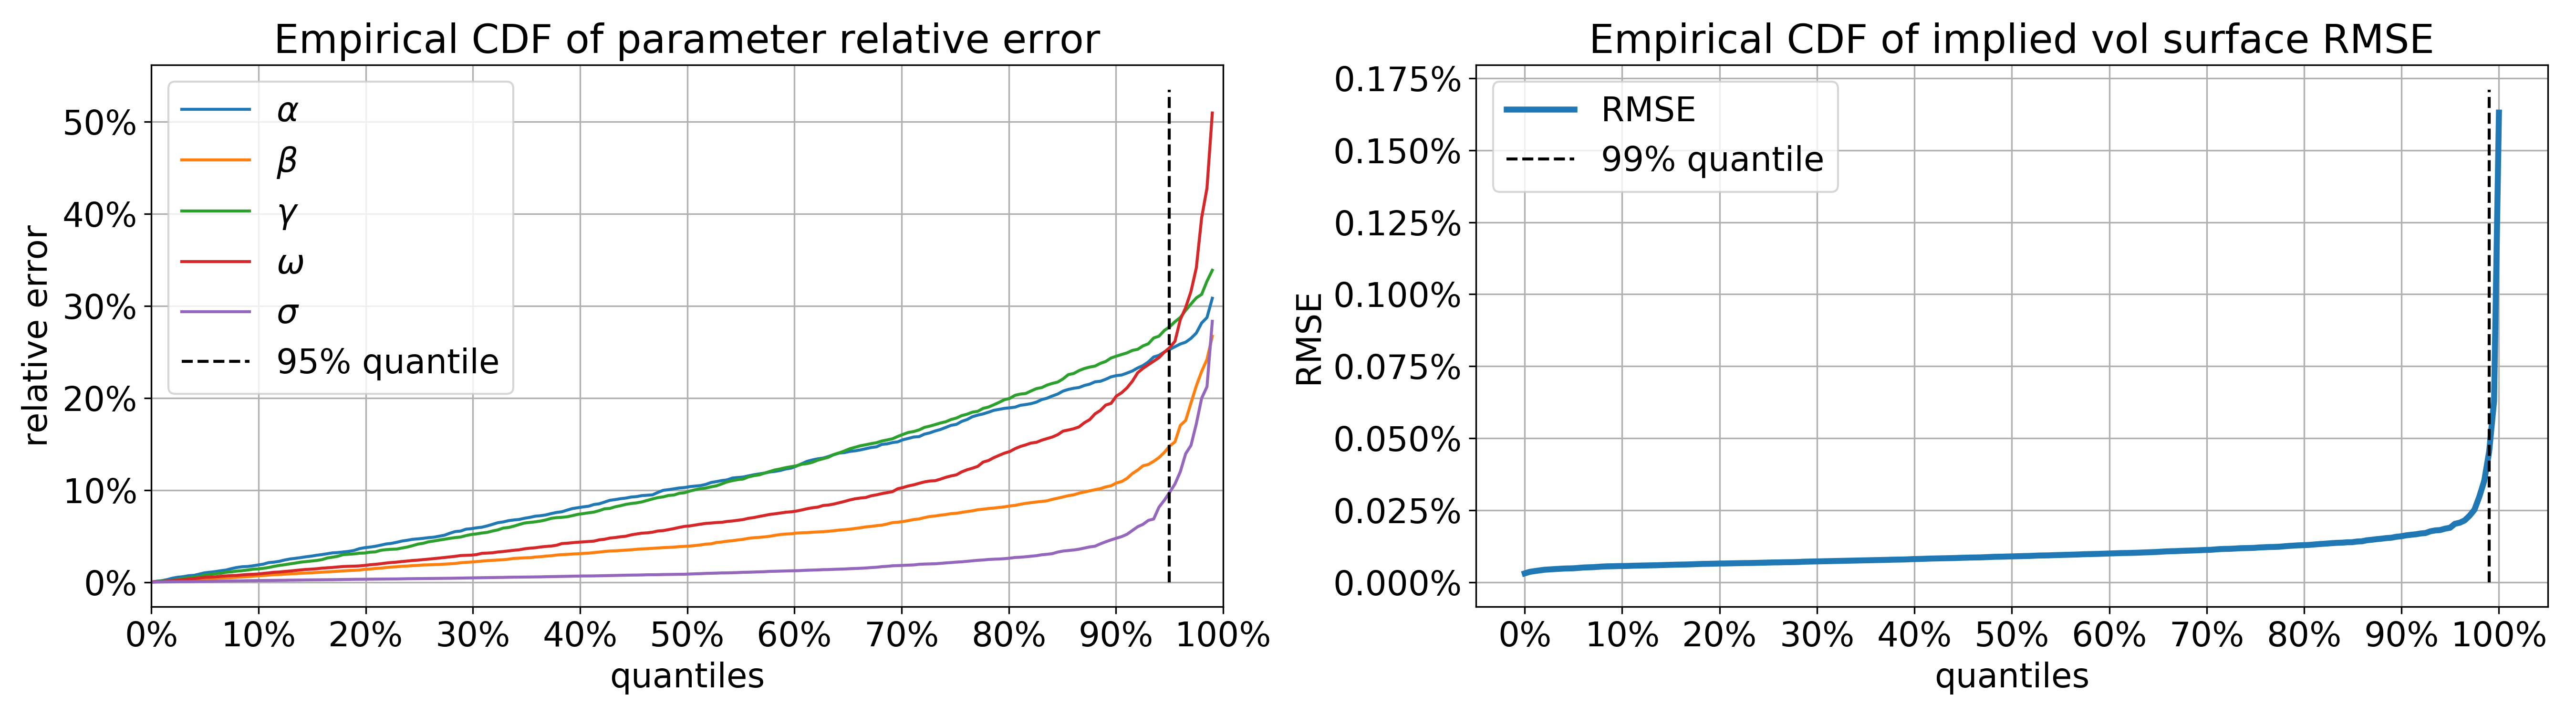 Empirical CDF of parameter relative error
α
β
γ
ω
σ
95% quantile
50%
40%
30%
20%
10%
0%
relative error
0% 10% 20% 30% 40% 50% 60% 70% 80% 90% 100%
quantiles
Empirical CDF of implied vol surface RMSE
RMSE
99% quantile
0.175%
0.150%
0.125%
0.100%
0.075%
0.050%
0.025%
0.000%
RMSE
0% 10% 20% 30% 40% 50% 60% 70% 80% 90% 100%
quantiles